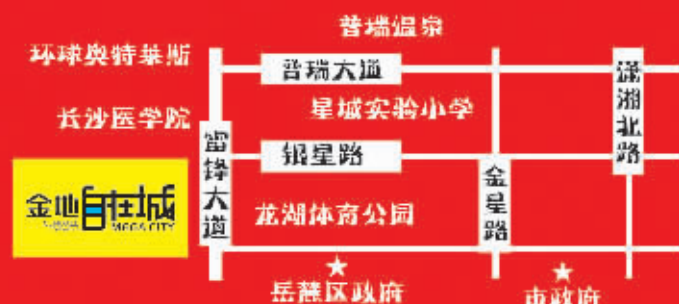 普瑞温泉
环球奥特莱斯
普瑞大道
潇湘北路
长沙医学院
星城实验小学
雷锋大道
银星路
金星路
金地自在城
MEGA CITY
龙湖体育公园
岳麓区政府
市政府